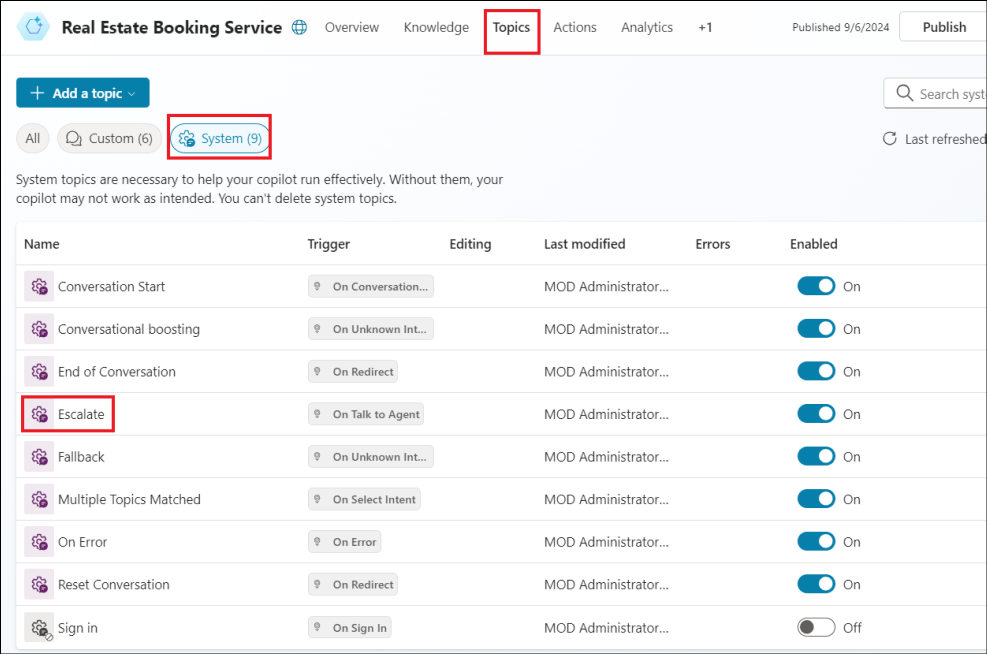 Real Estate Booking Service Overview Knowledge Topics Actions Analytics +1 Published 9/6/2024 Publish
Add a topic
Search syst
All Custom (6) System (9) Last refreshed
System topics are necessary to help your copilot run effectively. Without them, your
copilot may not work as intended. You can't delete system topics.
Name Trigger Editing Last modified Errors Enabled
Conversation Start On Conversation... MOD Administrator... On
Conversational boosting On Unknown Int... MOD Administrator... On
End of Conversation On Redirect MOD Administrator... On
Escalate On Talk to Agent MOD Administrator... On
Fallback On Unknown Int... MOD Administrator... On
Multiple Topics Matched On Select Intent MOD Administrator... On
On Error On Error MOD Administrator... On
Reset Conversation On Redirect MOD Administrator... On
Sign in On Sign In MOD Administrator... Off